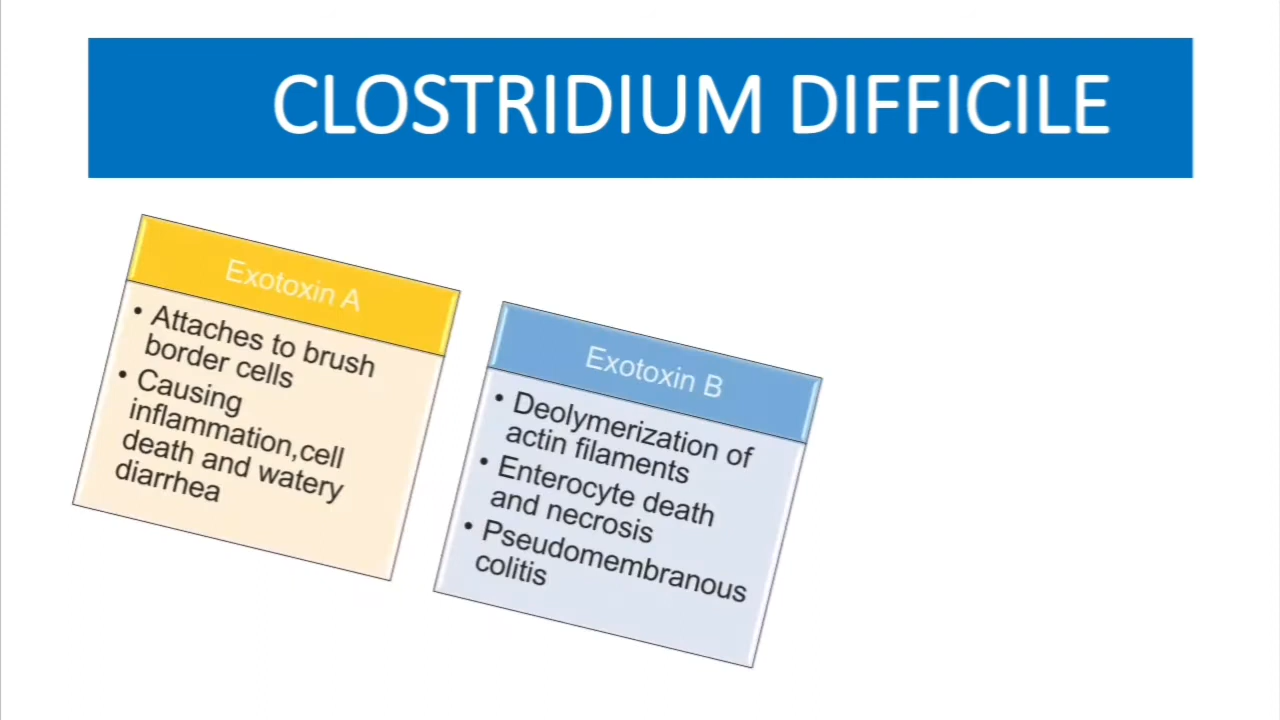 CLOSTRIDIUM DIFFICILE
Exotoxin A
• Attaches to brush
border cells
• Causing
inflammation,cell
death and watery
diarrhea
Exotoxin B
• Deolymerization of
actin filaments
• Enterocyte death
and necrosis
• Pseudomembranous
colitis